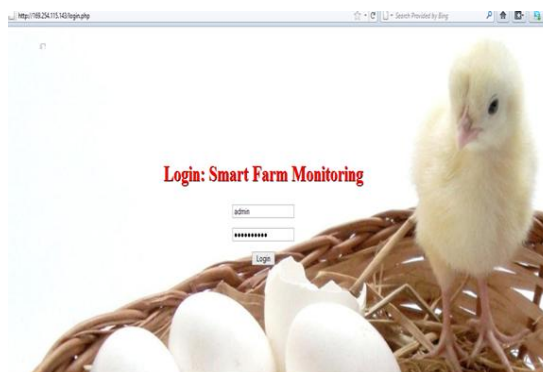 http://169.254.115.143/login.php
Search Provided by Bing
Login: Smart Farm Monitoring
admin
••••••••••
Login